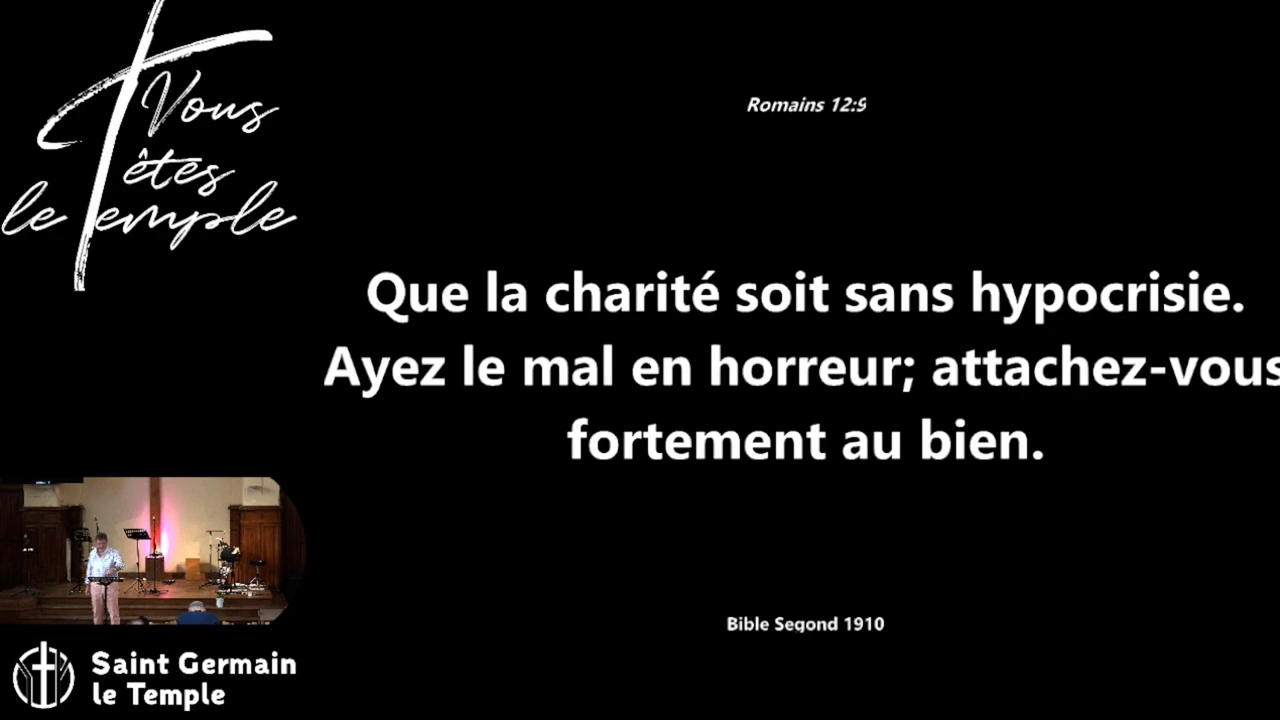 Vous
êtes
le Temple
Romains 12:9
Que la charité soit sans hypocrisie.
Ayez le mal en horreur; attachez-vous
fortement au bien.
Bible Segond 1910
Saint Germain
le Temple